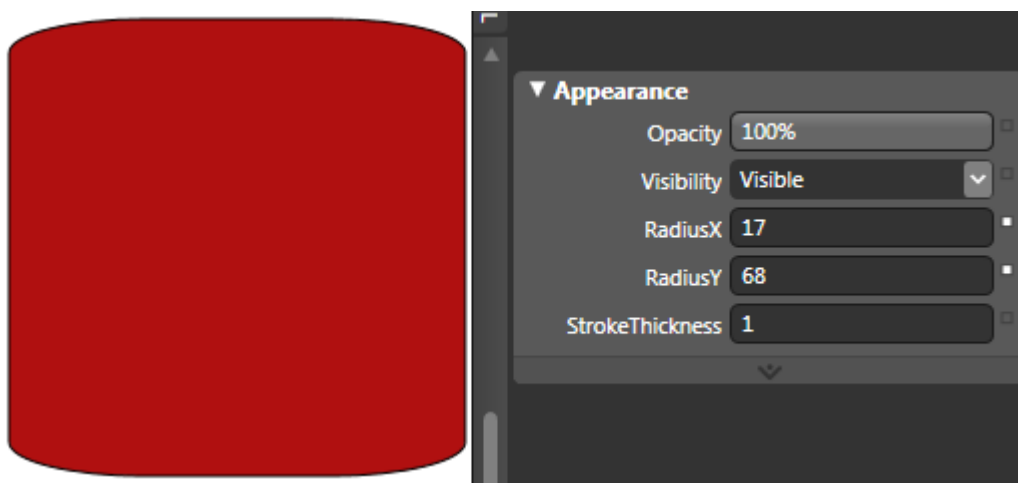 Appearance
Opacity 100%
Visibility Visible
RadiusX 17
RadiusY 68
StrokeThickness 1